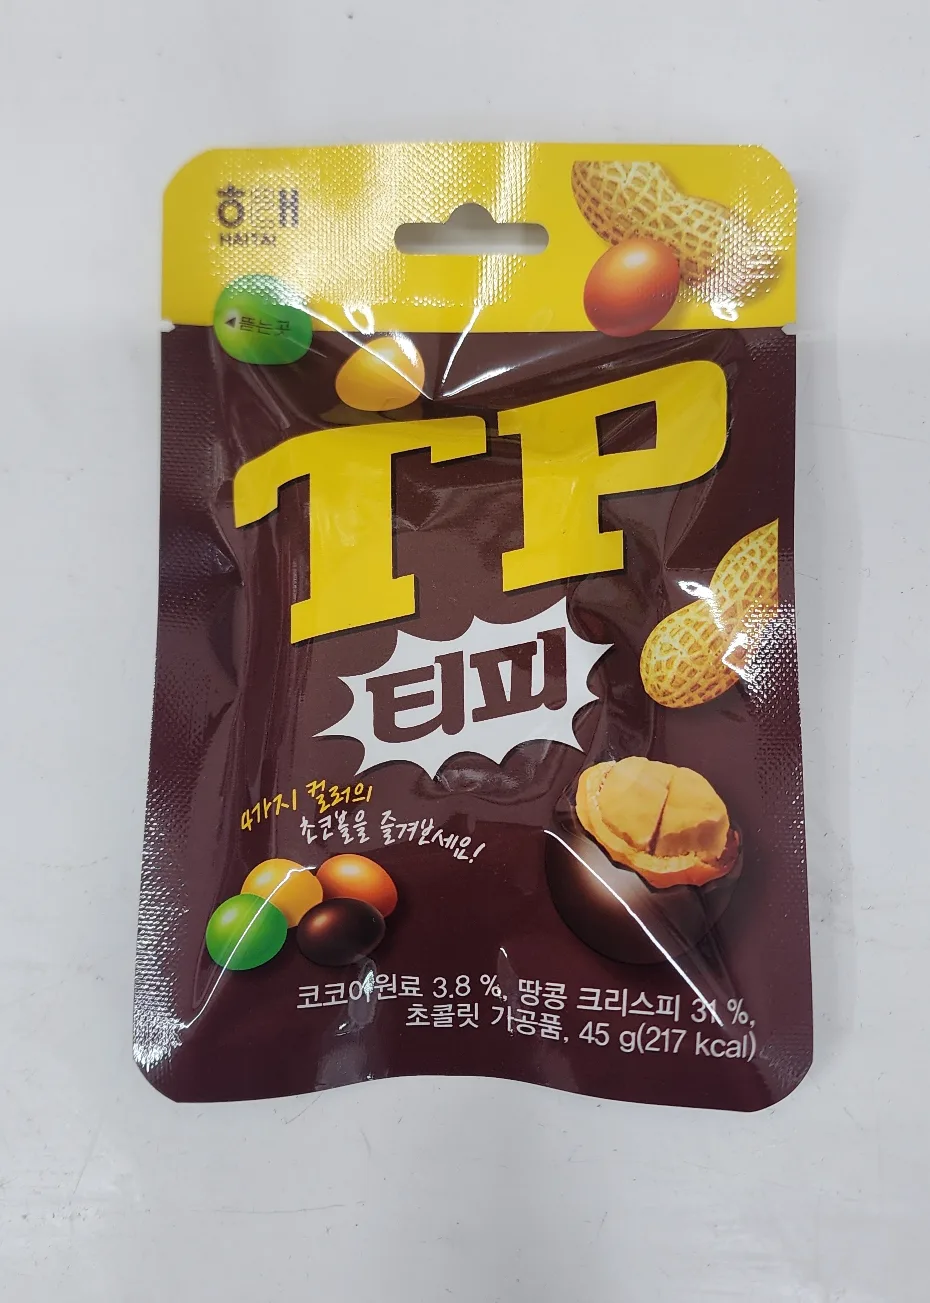 해태
HAITAI
◀뜯는곳
TP
티피
4가지 컬러의
초코볼을 즐겨보세요!
코코아원료 3.8 %, 땅콩 크리스피 31 %,
초콜릿 가공품, 45 g(217 kcal)